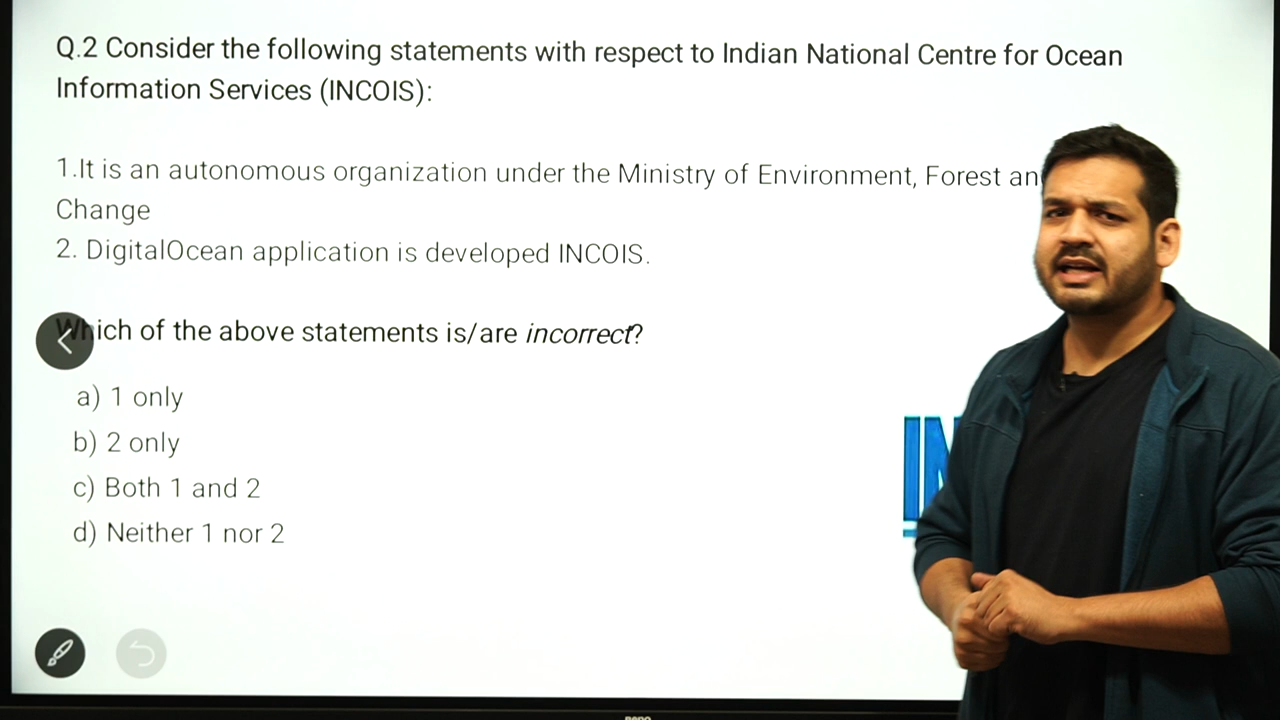 Q.2 Consider the following statements with respect to Indian National Centre for Ocean
Information Services (INCOIS):
1.It is an autonomous organization under the Ministry of Environment, Forest an
Change
2. DigitalOcean application is developed INCOIS.
Which of the above statements is/are incorrect?
a) 1 only
b) 2 only
c) Both 1 and 2
d) Neither 1 nor 2
IN